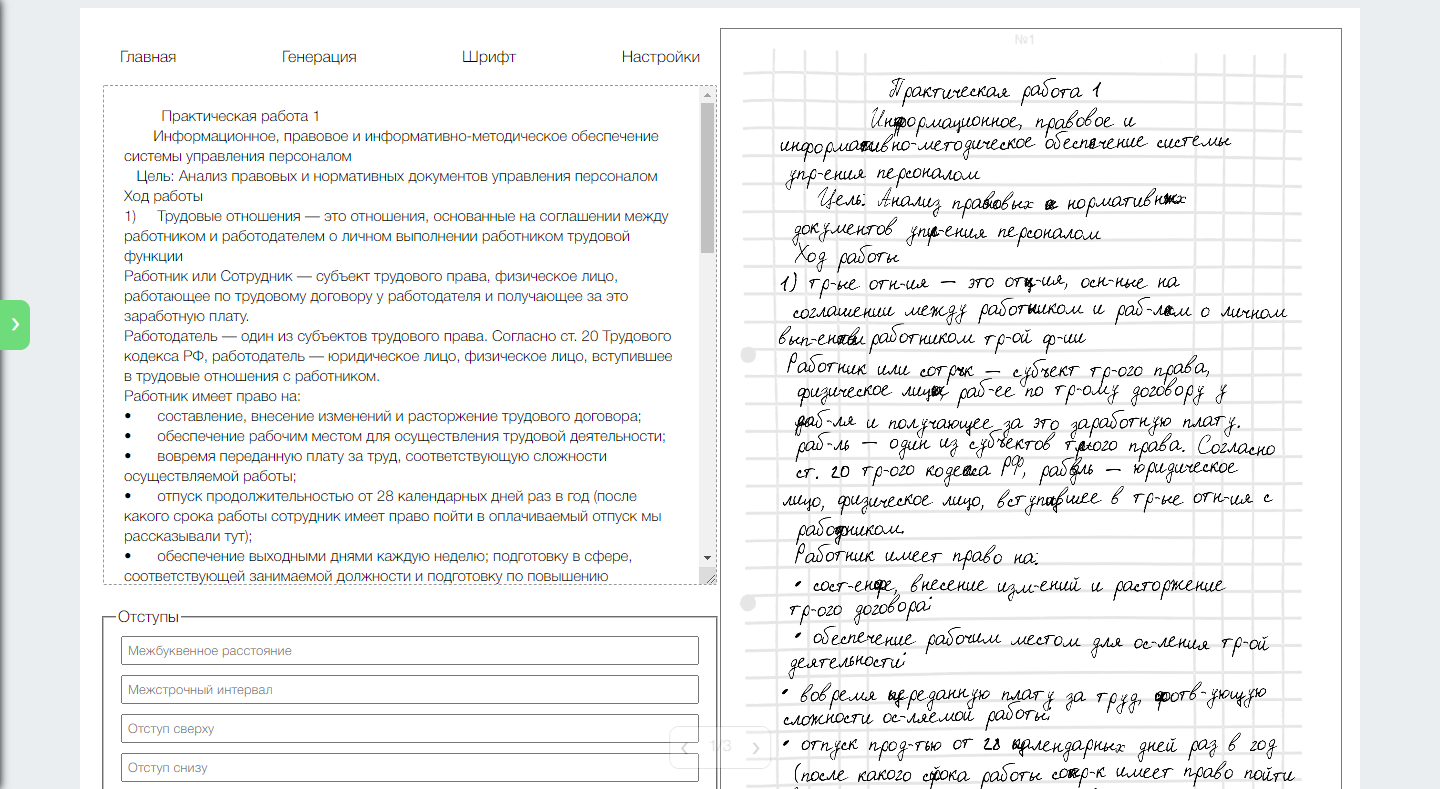 Главная
Генерация
Шрифт
Настройки
Практическая работа 1
Информационное, правовое и информативно-методическое обеспечение
системы управления персоналом
Цель: Анализ правовых и нормативных документов управления персоналом
Ход работы
1) Трудовые отношения — это отношения, основанные на соглашении между
работником и работодателем о личном выполнении работником трудовой
функции
Работник или Сотрудник — субъект трудового права, физическое лицо,
работающее по трудовому договору у работодателя и получающее за это
заработную плату.
Работодатель — один из субъектов трудового права. Согласно ст. 20 Трудового
кодекса РФ, работодатель — юридическое лицо, физическое лицо, вступившее
в трудовые отношения с работником.
Работник имеет право на:
• составление, внесение изменений и расторжение трудового договора;
• обеспечение рабочим местом для осуществления трудовой деятельности;
• вовремя переданную плату за труд, соответствующую сложности
осуществляемой работы;
• отпуск продолжительностью от 28 календарных дней раз в год (после
какого срока работы сотрудник имеет право пойти в оплачиваемый отпуск мы
рассказывали тут);
• обеспечение выходными днями каждую неделю; подготовку в сфере,
соответствующей занимаемой должности и подготовку по повышению
Отступы
Межбуквенное расстояние
Межстрочный интервал
Отступ сверху
Отступ снизу
№1
Практическая работа 1
Информационное, правовое и
информативно-методическое обеспечение системы
упр-ения персоналом
Цель: Анализ правовых и нормативных
документов упр-ения персоналом
Ход работы
1) тр-ые отн-ия — это отн-ия, осн-ные на
соглашении между работником и раб-лем о личном
вып-ении работником тр-ой ф-ии
Работник или сотр-к — субъект тр-ого права,
физическое лицо, раб-ее по тр-ому договору у
раб-ля и получающее за это заработную плату.
раб-ль — один из субъектов тр-ого права. Согласно
ст. 20 тр-ого кодекса РФ, раб-ль — юридическое
лицо, физическое лицо, вступившее в тр-ые отн-ия с
работником.
Работник имеет право на:
• сост-ение, внесение изм-ений и расторжение
тр-ого договора;
• обеспечение рабочим местом для ос-ления тр-ой
деятельности;
• вовремя переданную плату за труд, соотв-ующую
сложности ос-ляемой работы;
• отпуск прод-тью от 28 календарных дней раз в год
(после какого срока работы сотр-к имеет право пойти
1/3